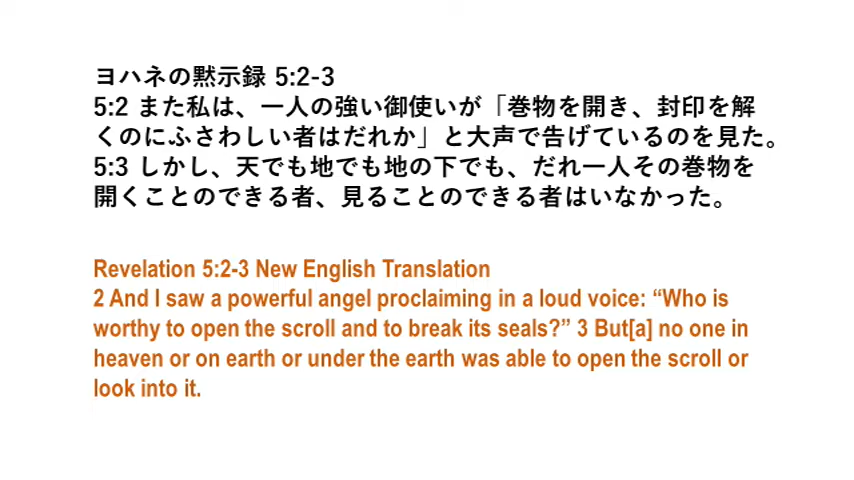 ヨハネの黙示録 5:2-3
5:2 また私は、一人の強い御使いが「巻物を開き、封印を解
くのにふさわしい者はだれか」と大声で告げているのを見た。
5:3 しかし、天でも地でも地の下でも、だれ一人その巻物を
開くことのできる者、見ることのできる者はいなかった。
Revelation 5:2-3 New English Translation
2 And I saw a powerful angel proclaiming in a loud voice: “Who is
worthy to open the scroll and to break its seals?” 3 But[a] no one in
heaven or on earth or under the earth was able to open the scroll or
look into it.